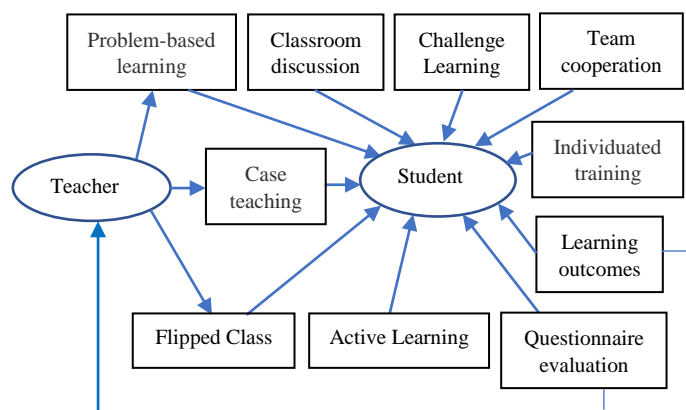 Problem-based
learning
Classroom
discussion
Challenge
Learning
Team
cooperation
Teacher
Case
teaching
Student
Individuated
training
Learning
outcomes
Flipped Class
Active Learning
Questionnaire
evaluation